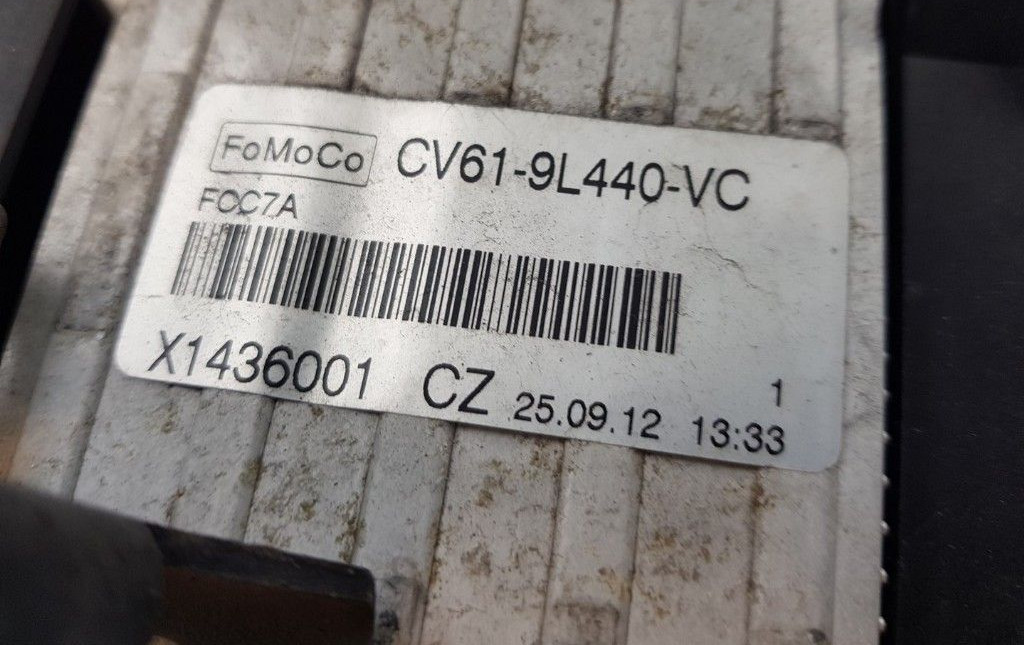 FoMoCo CV61-9L440-VC
FCC7A
X1436001 CZ 25.09.12 13:33 1